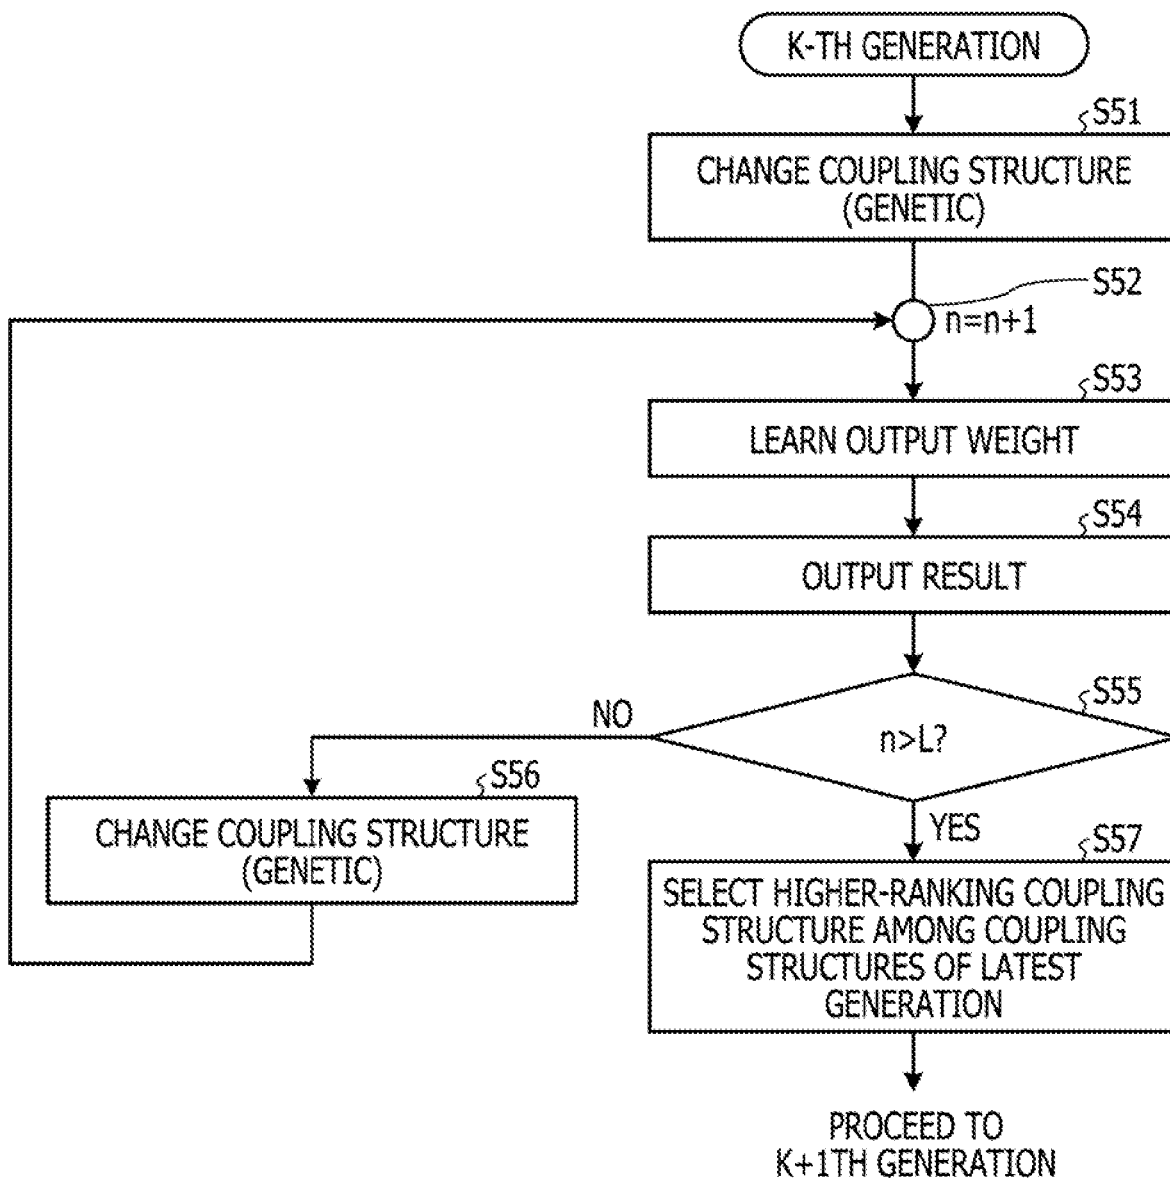 K-TH GENERATION
S51
CHANGE COUPLING STRUCTURE
(GENETIC)
S52
n=n+1
S53
LEARN OUTPUT WEIGHT
S54
OUTPUT RESULT
S55
n>L?
NO
S56
CHANGE COUPLING STRUCTURE
(GENETIC)
YES
S57
SELECT HIGHER-RANKING COUPLING
STRUCTURE AMONG COUPLING
STRUCTURES OF LATEST
GENERATION
PROCEED TO
K+1TH GENERATION